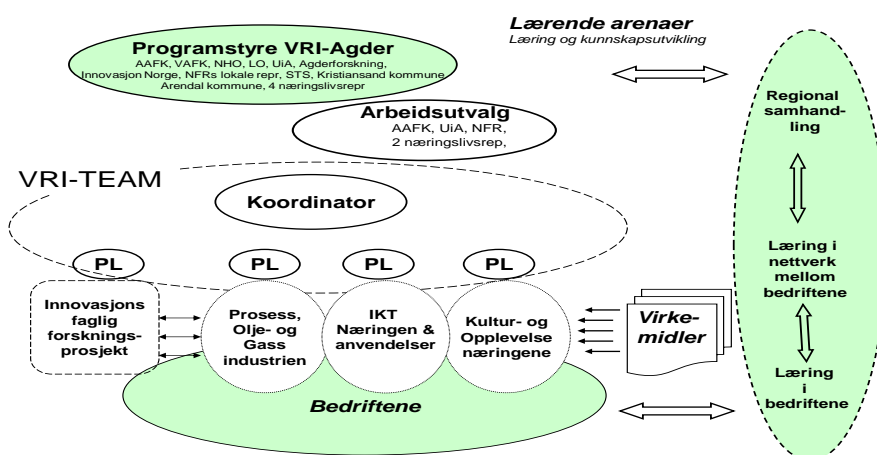 Lærende arenaer
Læring og kunnskapsutvikling
Programstyre VRI-Agder
AAFK, VAFK, NHO, LO, UiA, Agderforskning,
Innovasjon Norge, NFRs lokale repr, STS, Kristiansand kommune
Arendal kommune, 4 næringslivsrepr
Arbeidsutvalg
AAFK, UiA, NFR,
2 næringslivsrep,
VRI-TEAM
Koordinator
PL
PL
PL
PL
Innovasjons
faglig
forsknings-
prosjekt
Prosess,
Olje- og
Gass
industrien
IKT
Næringen &
anvendelser
Kultur- og
Opplevelse
næringene
Virke-
midler
Bedriftene
Regional
samhand-
ling
Læring i
nettverk
mellom
bedriftene
Læring
i
bedriftene